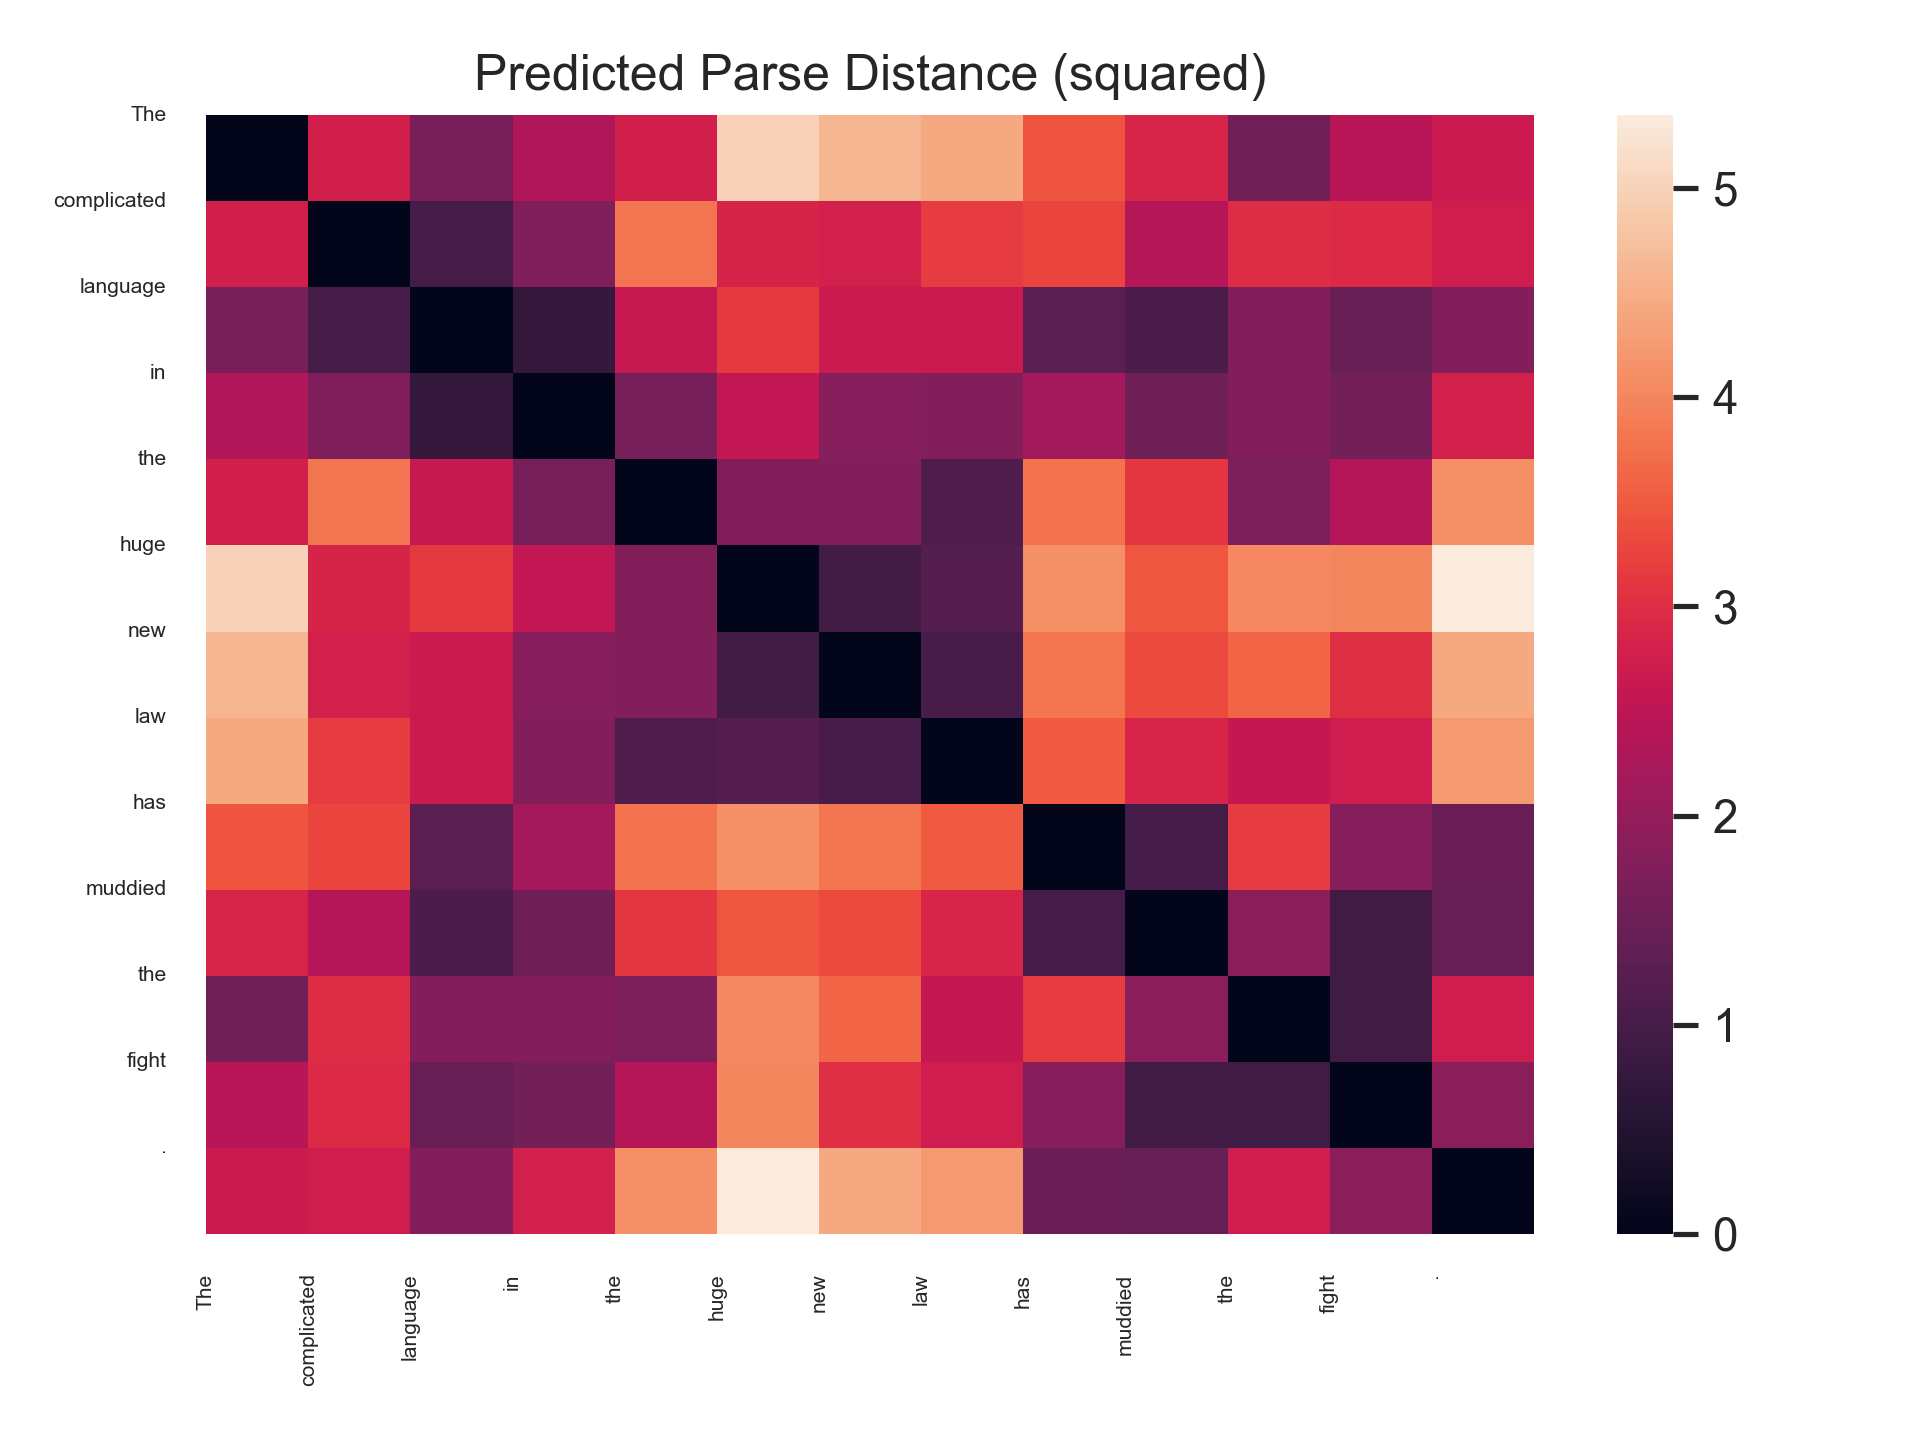 Predicted Parse Distance (squared)
The
complicated
language
in
the
huge
new
law
has
muddied
the
fight
.
The
complicated
language
in
the
huge
new
law
has
muddied
the
fight
.
5
4
3
2
1
0